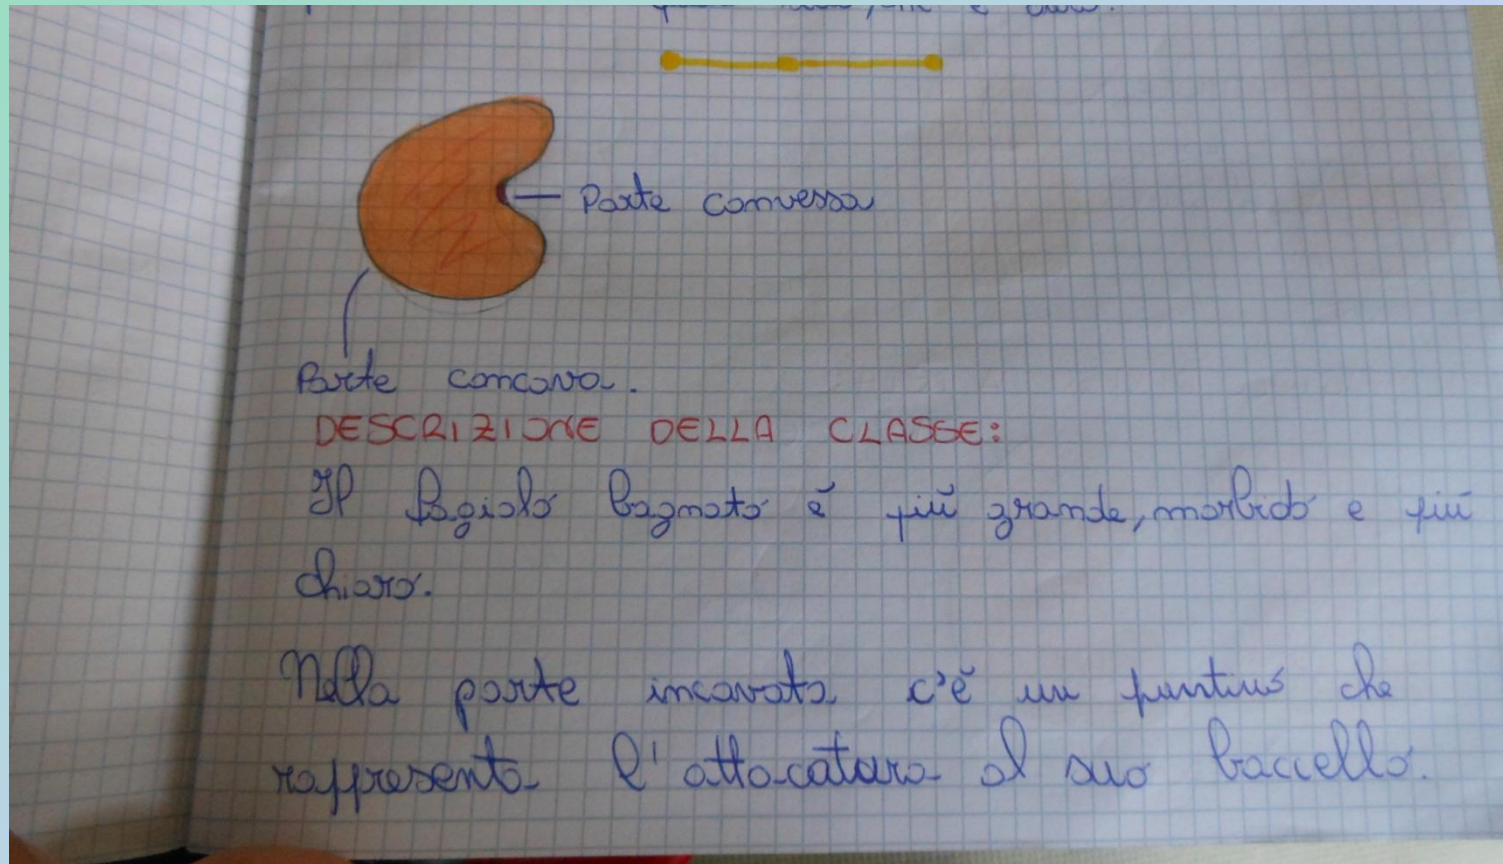 Parte convessa
Parte concava.
DESCRIZIONE DELLA CLASSE:
Il fagiolo bagnato è più grande, morbido e più
chiaro.
Nella parte incavata c'è un puntino che
rappresenta l'attaccatura al suo baccello.